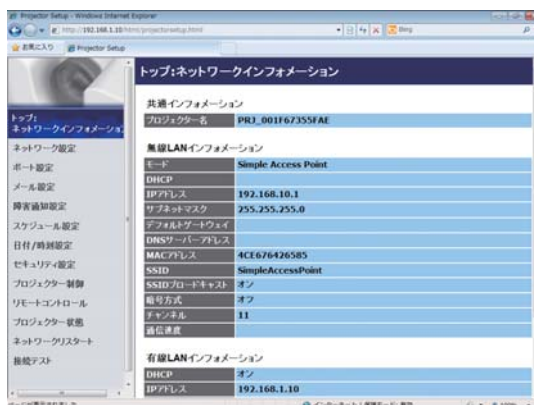 Projector Setup - Windows Internet Explorer
http://192.168.1.10/html/projectorsetup.html
Bing
お気に入り
Projector Setup
トップ:
ネットワークインフォメーション
ネットワーク設定
ポート設定
メール設定
障害通知設定
スケジュール設定
日付/時刻設定
セキュリティ設定
プロジェクター制御
リモートコントロール
プロジェクター状態
ネットワークリスタート
接続テスト
トップ:ネットワークインフォメーション
共通インフォメーション
プロジェクター名 PRJ_001F67355FAE
無線LANインフォメーション
モード Simple Access Point
DHCP
IPアドレス 192.168.10.1
サブネットマスク 255.255.255.0
デフォルトゲートウェイ
DNSサーバーアドレス
MACアドレス 4CE676426585
SSID SimpleAccessPoint
SSIDブロードキャスト オン
暗号方式 オフ
チャンネル 11
通信速度
有線LANインフォメーション
DHCP オン
IPアドレス 192.168.1.10